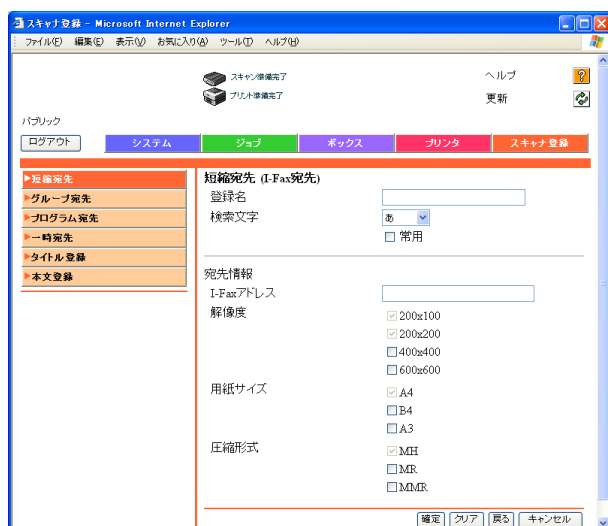 スキャナ登録 - Microsoft Internet Explorer
ファイル(F) 編集(E) 表示(V) お気に入り(A) ツール(T) ヘルプ(H)
スキャン準備完了 ヘルプ
プリント準備完了 更新
パブリック
ログアウト システム ジョブ ボックス プリンタ スキャナ登録
短縮宛先
グループ宛先
プログラム宛先
一時宛先
タイトル登録
本文登録
短縮宛先 (I-Fax宛先)
登録名
検索文字 あ
常用
宛先情報
I-Faxアドレス
解像度 200x100
200x200
400x400
600x600
用紙サイズ A4
B4
A3
圧縮形式 MH
MR
MMR
確定 クリア 戻る キャンセル